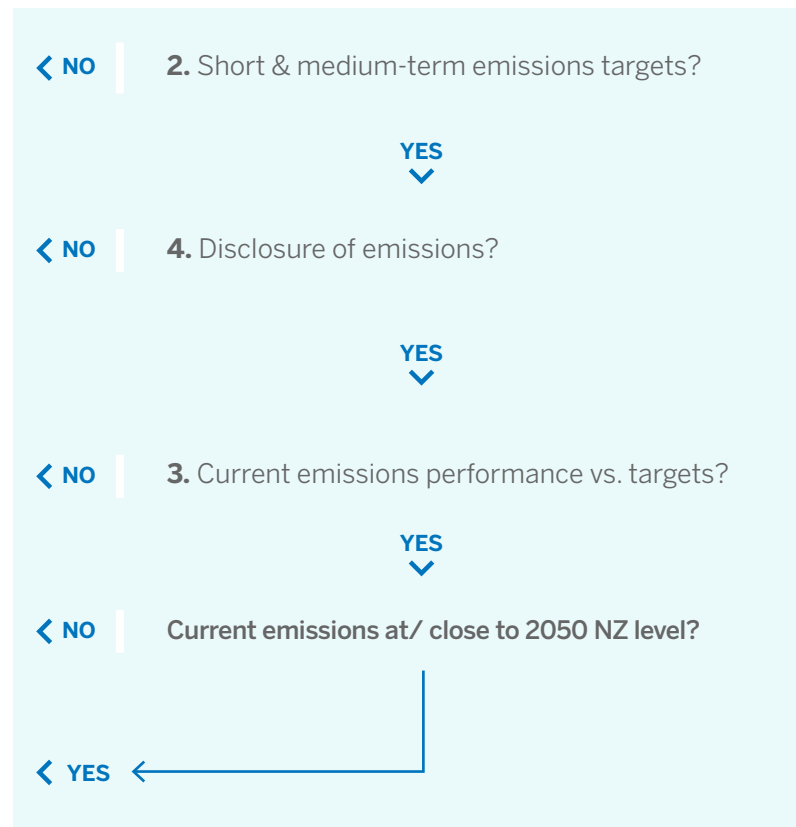 NO 2. Short & medium-term emissions targets?
YES
NO 4. Disclosure of emissions?
YES
NO 3. Current emissions performance vs. targets?
YES
NO Current emissions at/ close to 2050 NZ level?
YES